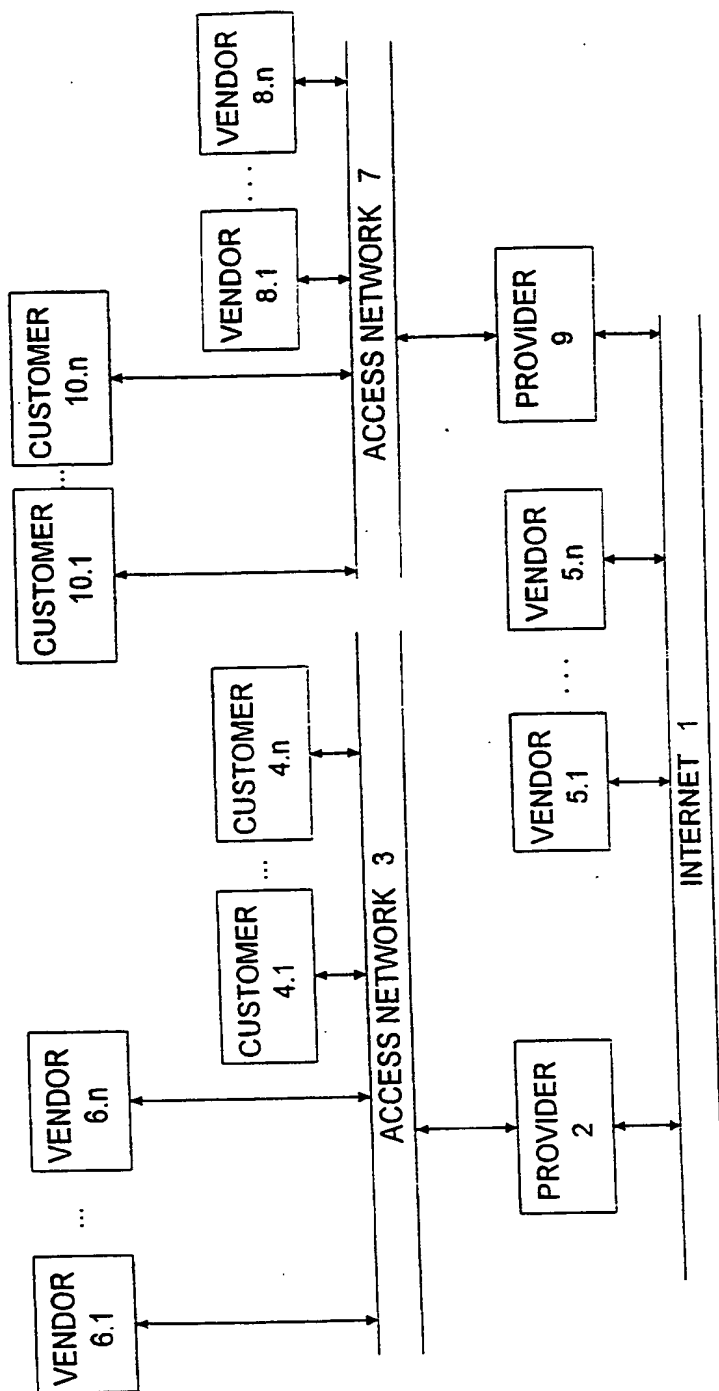 VENDOR
6.1
...
VENDOR
6.n
CUSTOMER
10.1
...
CUSTOMER
10.n
CUSTOMER
4.1
...
CUSTOMER
4.n
VENDOR
8.1
....
VENDOR
8.n
ACCESS NETWORK 3
ACCESS NETWORK 7
PROVIDER
2
VENDOR
5.1
....
VENDOR
5.n
PROVIDER
9
INTERNET 1